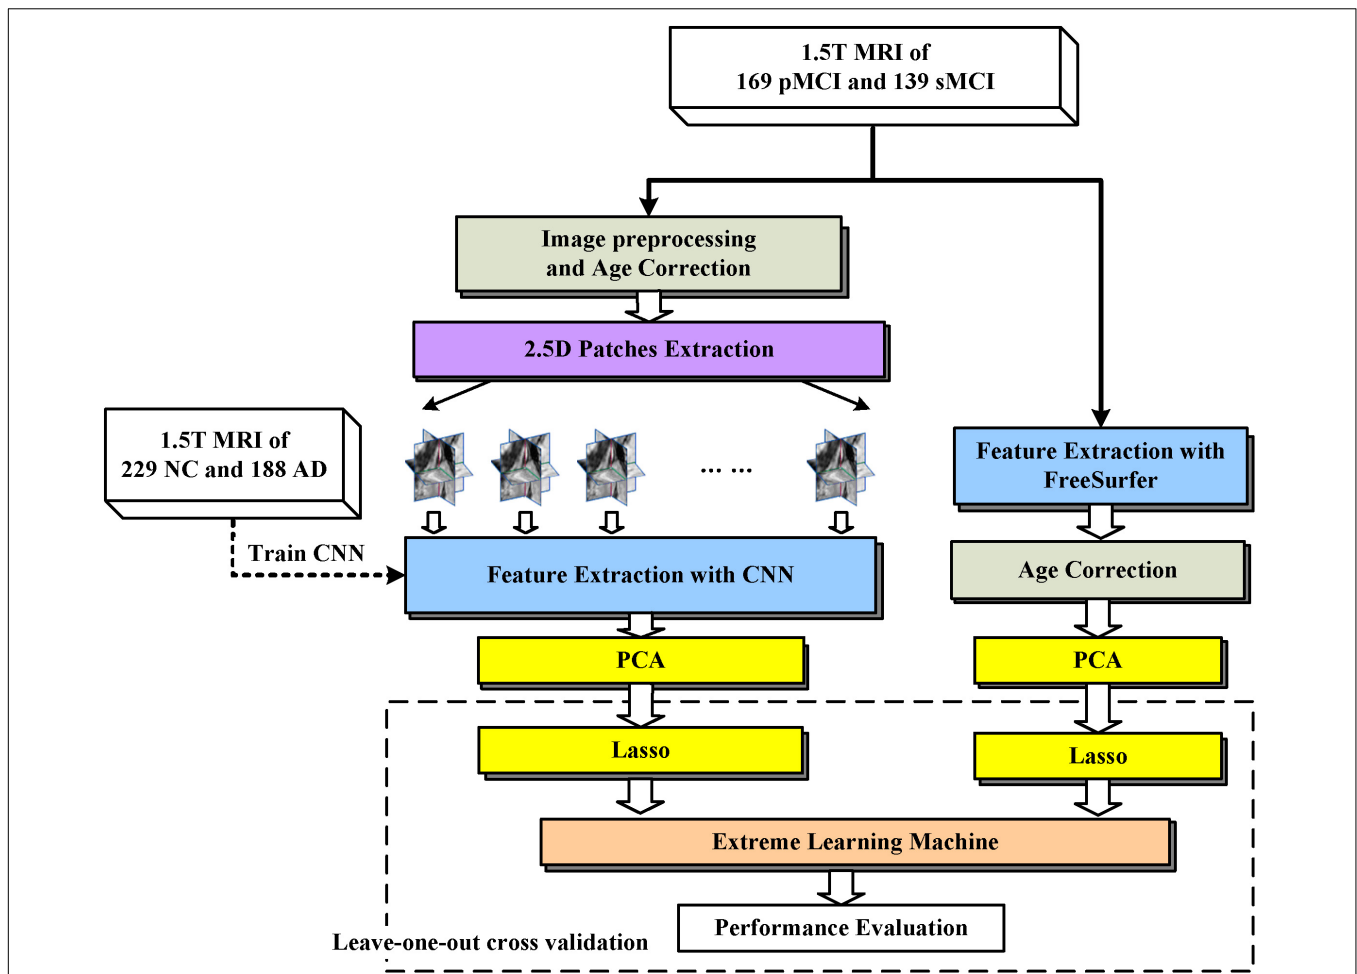 1.5T MRI of
169 pMCI and 139 sMCI
Image preprocessing
and Age Correction
2.5D Patches Extraction
1.5T MRI of
229 NC and 188 AD
... ...
Feature Extraction with
FreeSurfer
Train CNN
Feature Extraction with CNN
Age Correction
PCA
PCA
Lasso
Lasso
Extreme Learning Machine
Performance Evaluation
Leave-one-out cross validation